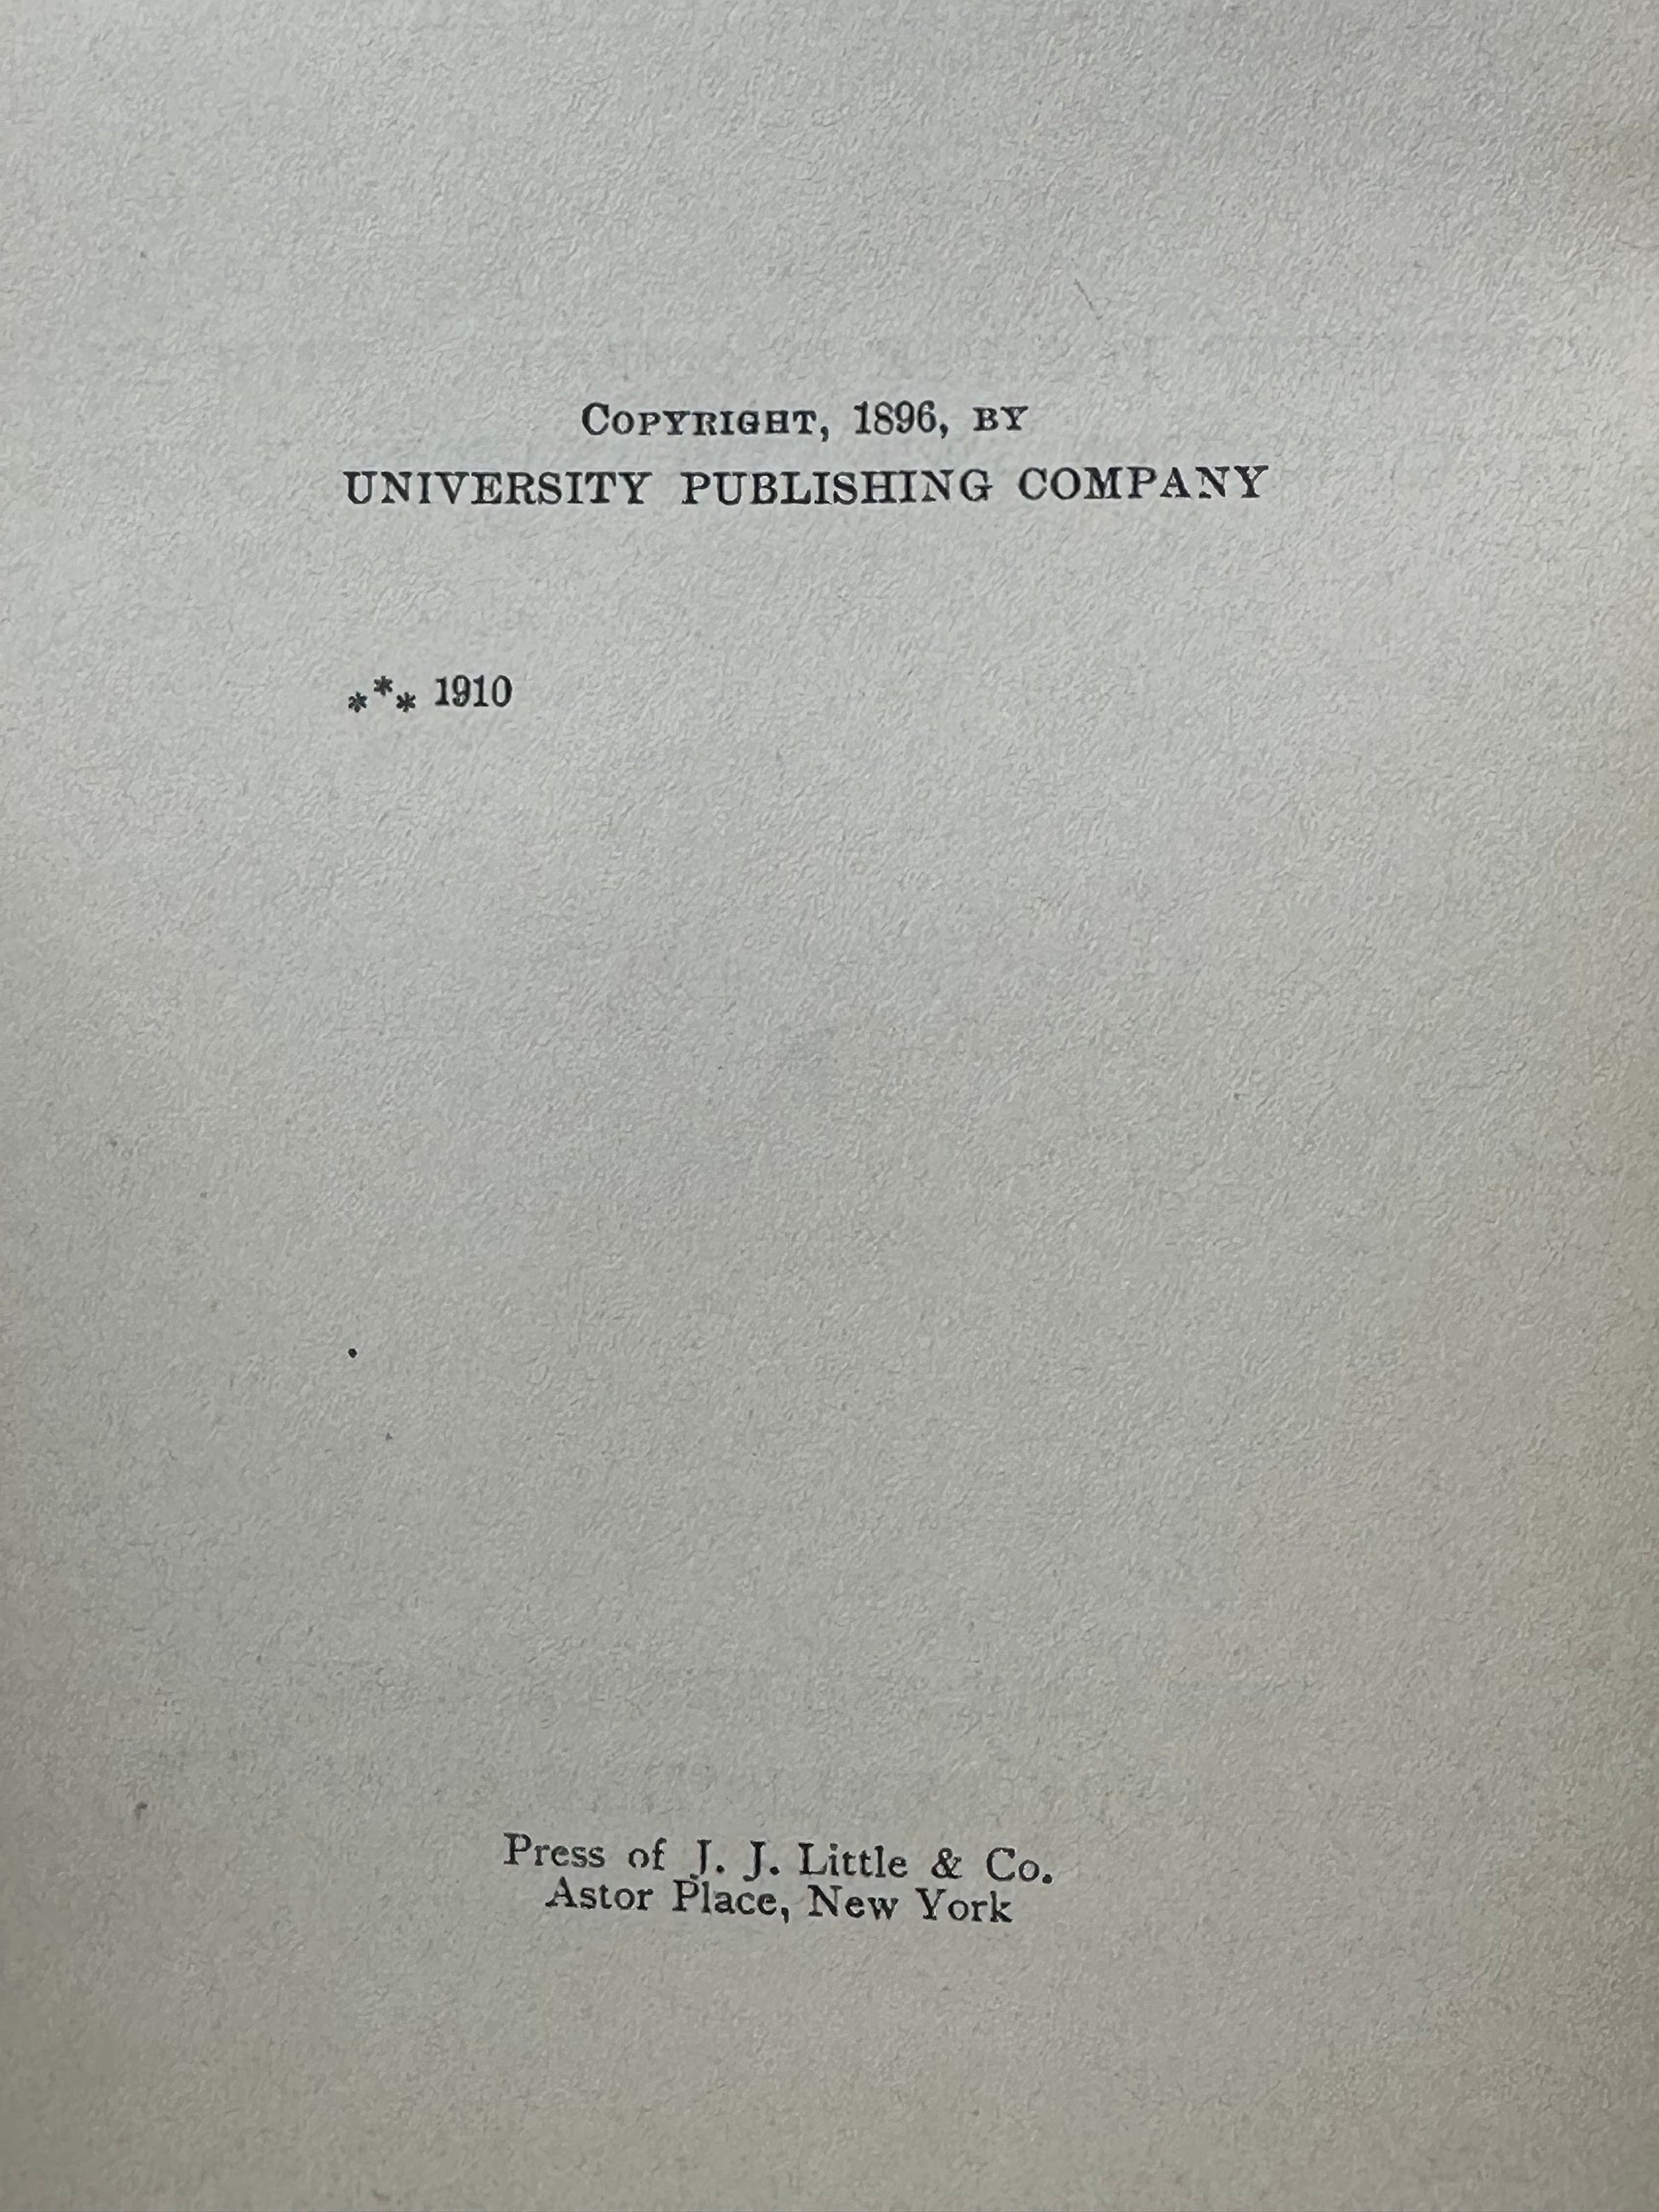 COPYRIGHT, 1896, BY
UNIVERSITY PUBLISHING COMPANY
*** 1910
Press of J. J. Little & Co.
Astor Place, New York